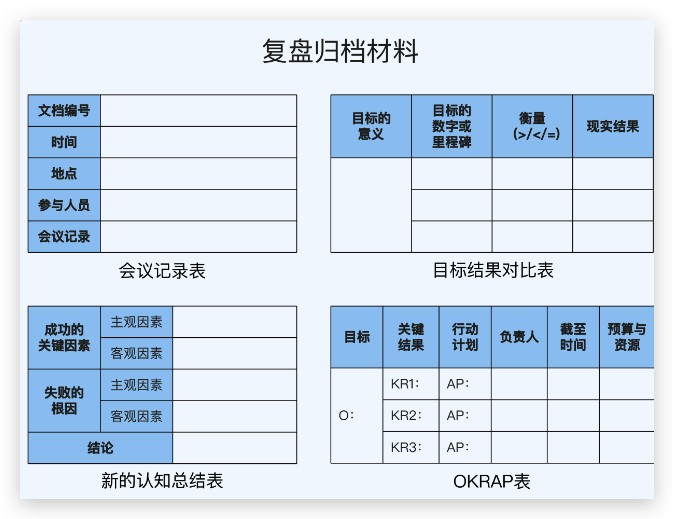 复盘归档材料
文档编号
时间
地点
参与人员
会议记录
会议记录表
目标的
意义
目标的
数字或
里程碑
衡量
(>/</=)
现实结果
目标结果对比表
成功的
关键因素
主观因素
客观因素
失败的
根因
主观因素
客观因素
结论
新的认知总结表
目标
关键
结果
行动
计划
负责人
截至
时间
预算与
资源
O：
KR1： AP：
KR2： AP：
KR3： AP：
OKRAP表